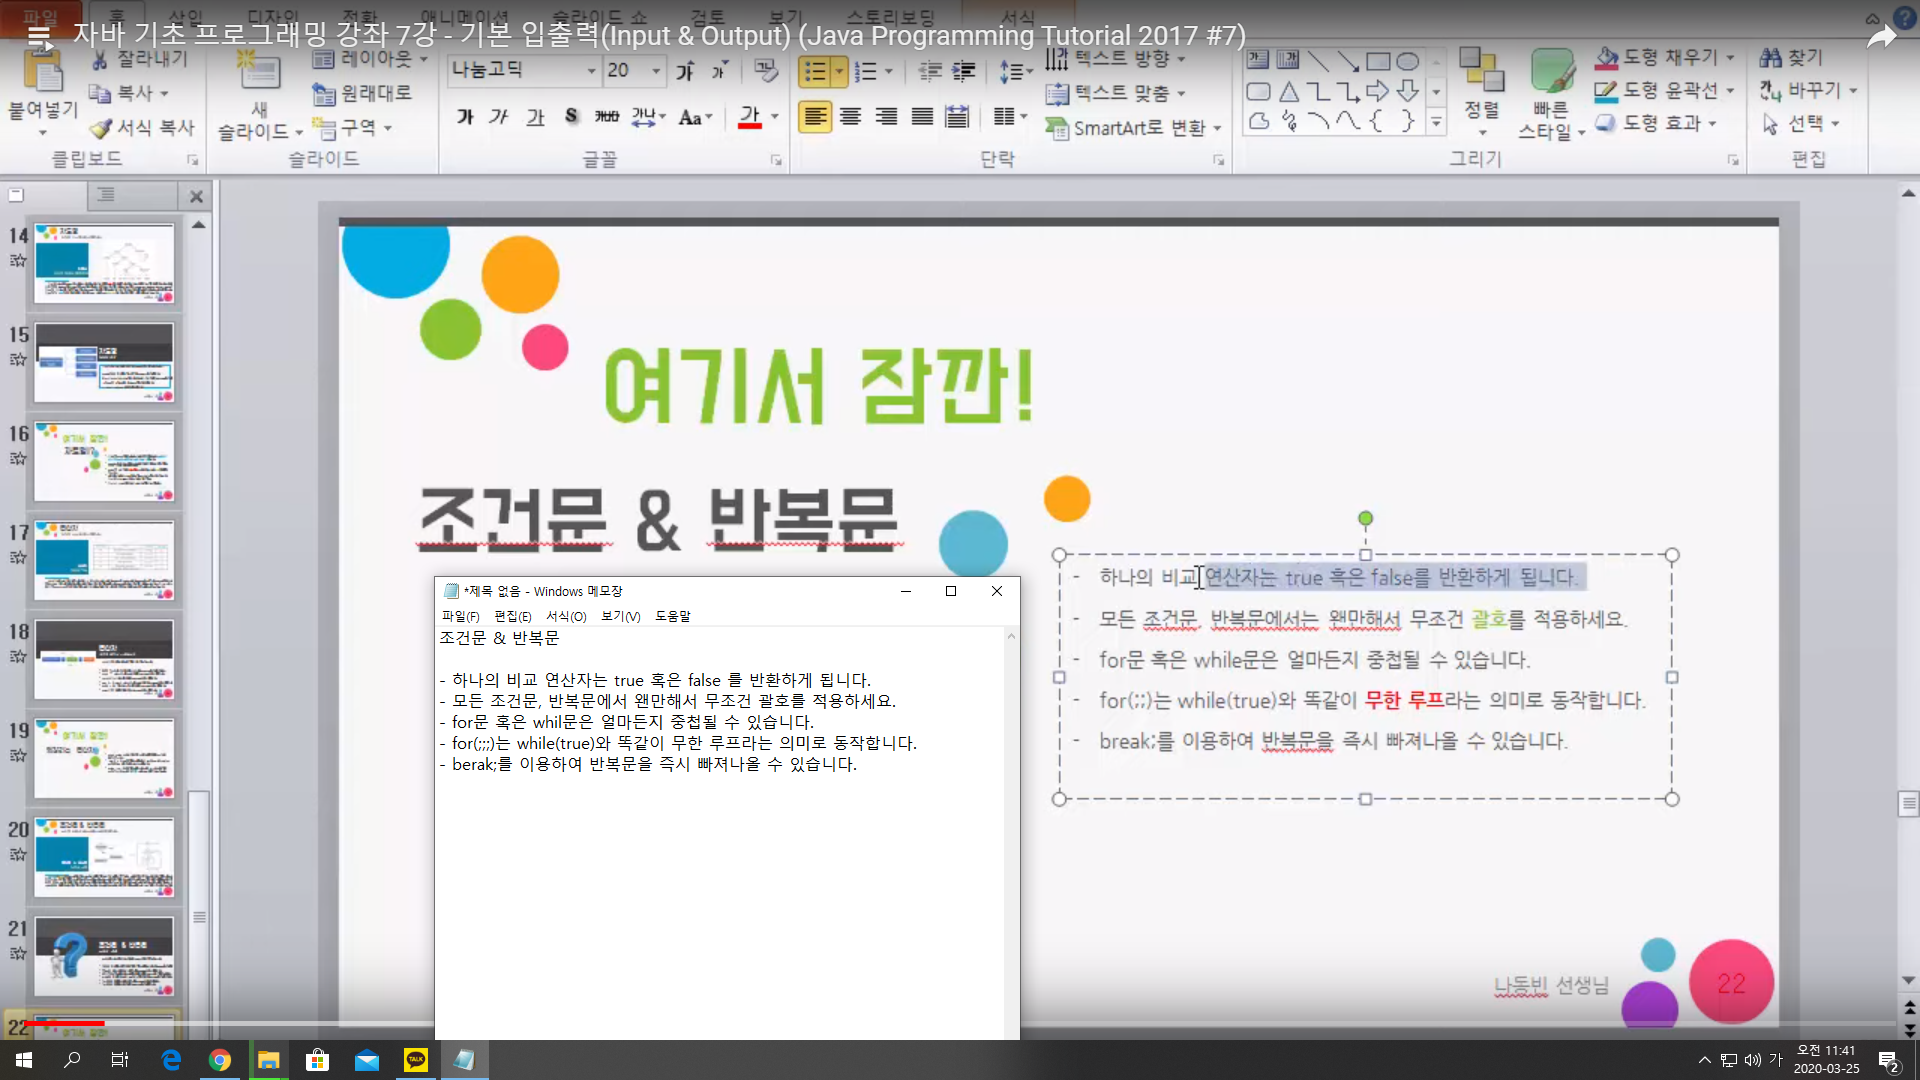 파일 홈 삽입 디자인 전환 애니메이션 슬라이드 쇼 검토 보기 스토리보딩 서식
자바 기초 프로그래밍 강좌 7강 - 기본 입출력(Input & Output) (Java Programming Tutorial 2017 #7)
붙여넣기
잘라내기
복사
서식 복사
클립보드
새
슬라이드
레이아웃
원래대로
구역
슬라이드
나눔고딕 20
가 가 가 S 가나 Aa 가
글꼴
텍스트 방향
텍스트 맞춤
SmartArt로 변환
단락
정렬
빠른
스타일
도형 채우기
도형 윤곽선
도형 효과
그리기
찾기
바꾸기
선택
편집
14
15
16
17
18
19
20
21
22
여기서 잠깐!
조건문 & 반복문
- 하나의 비교 연산자는 true 혹은 false를 반환하게 됩니다.
- 모든 조건문, 반복문에서는 왠만해서 무조건 괄호를 적용하세요.
- for문 혹은 while문은 얼마든지 중첩될 수 있습니다.
- for(;;)는 while(true)와 똑같이 무한 루프라는 의미로 동작합니다.
- break;를 이용하여 반복문을 즉시 빠져나올 수 있습니다.
나동빈 선생님
22
*제목 없음 - Windows 메모장
파일(F) 편집(E) 서식(O) 보기(V) 도움말
조건문 & 반복문
- 하나의 비교 연산자는 true 혹은 false 를 반환하게 됩니다.
- 모든 조건문, 반복문에서 왠만해서 무조건 괄호를 적용하세요.
- for문 혹은 whil문은 얼마든지 중첩될 수 있습니다.
- for(;;;)는 while(true)와 똑같이 무한 루프라는 의미로 동작합니다.
- berak;를 이용하여 반복문을 즉시 빠져나올 수 있습니다.
TALK
가
오전 11:41
2020-03-25
2